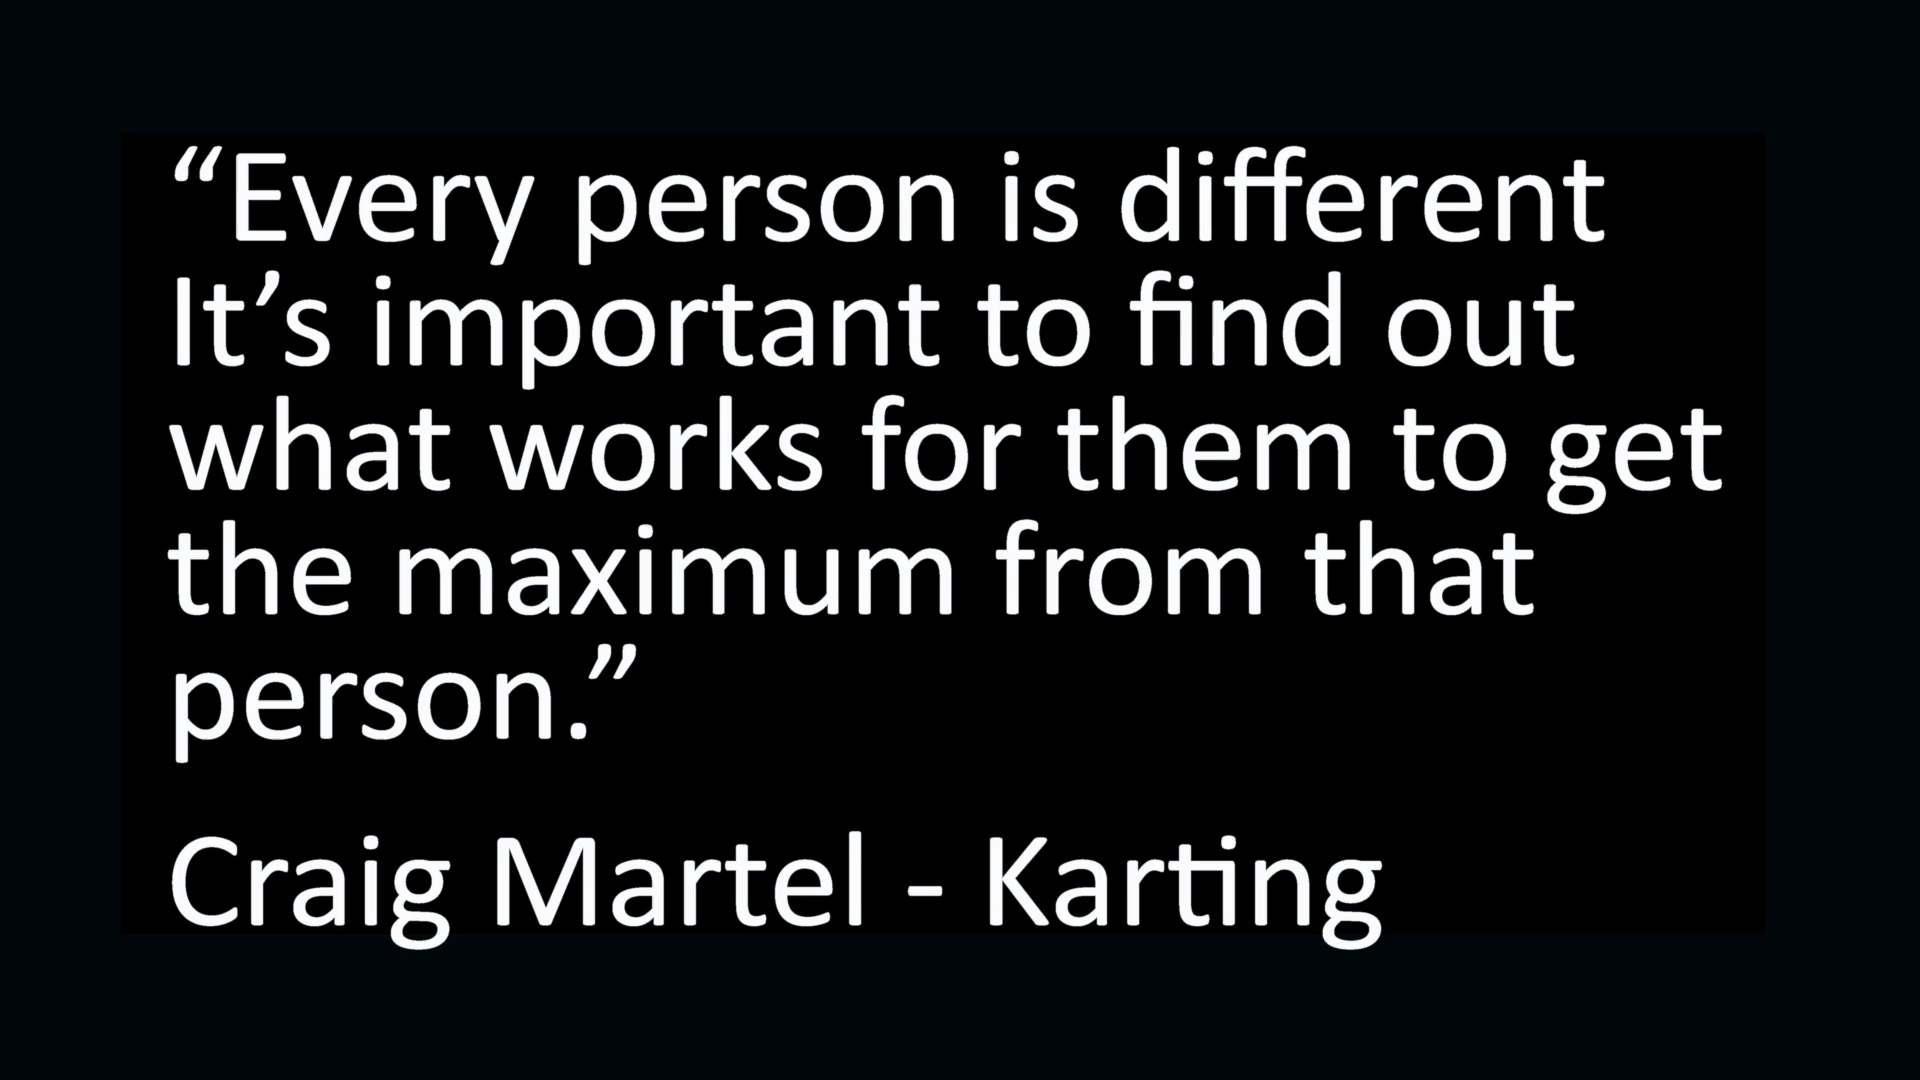 “Every person is different
It’s important to find out
what works for them to get
the maximum from that
person.”
Craig Martel - Karting